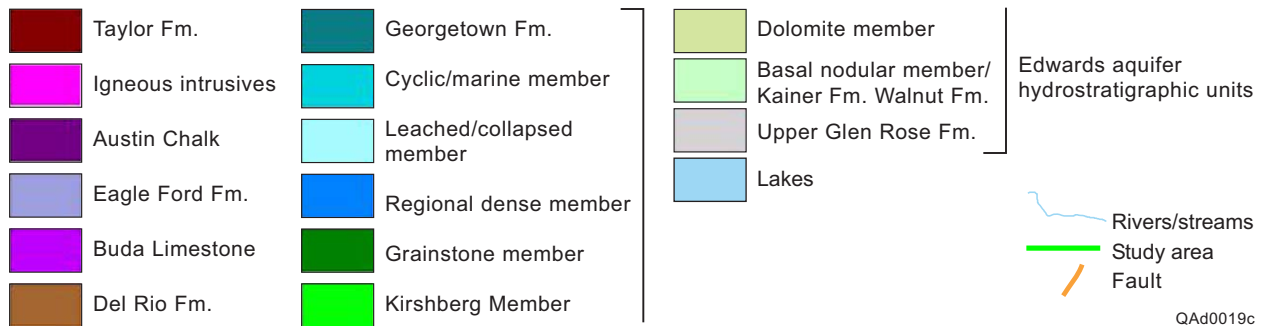 Taylor Fm.
Igneous intrusives
Austin Chalk
Eagle Ford Fm.
Buda Limestone
Del Rio Fm.
Georgetown Fm.
Cyclic/marine member
Leached/collapsed
member
Regional dense member
Grainstone member
Kirshberg Member
Dolomite member
Basal nodular member/
Kainer Fm. Walnut Fm.
Upper Glen Rose Fm.
Lakes
Edwards aquifer
hydrostratigraphic units
Rivers/streams
Study area
Fault
QAd0019c